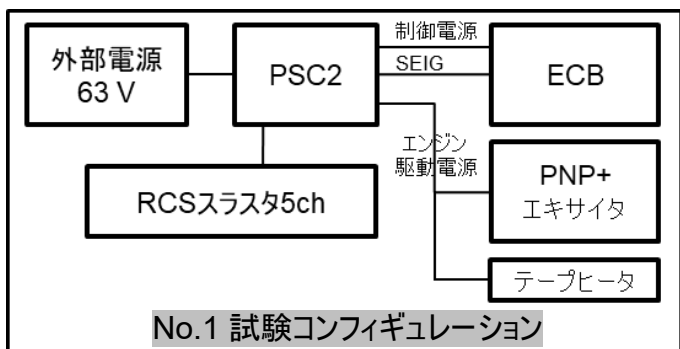 外部電源
63 V
PSC2
制御電源
SEIG
ECB
エンジン
駆動電源
RCSスラスタ5ch
PNP+
エキサイタ
テープヒータ
No.1 試験コンフィギュレーション